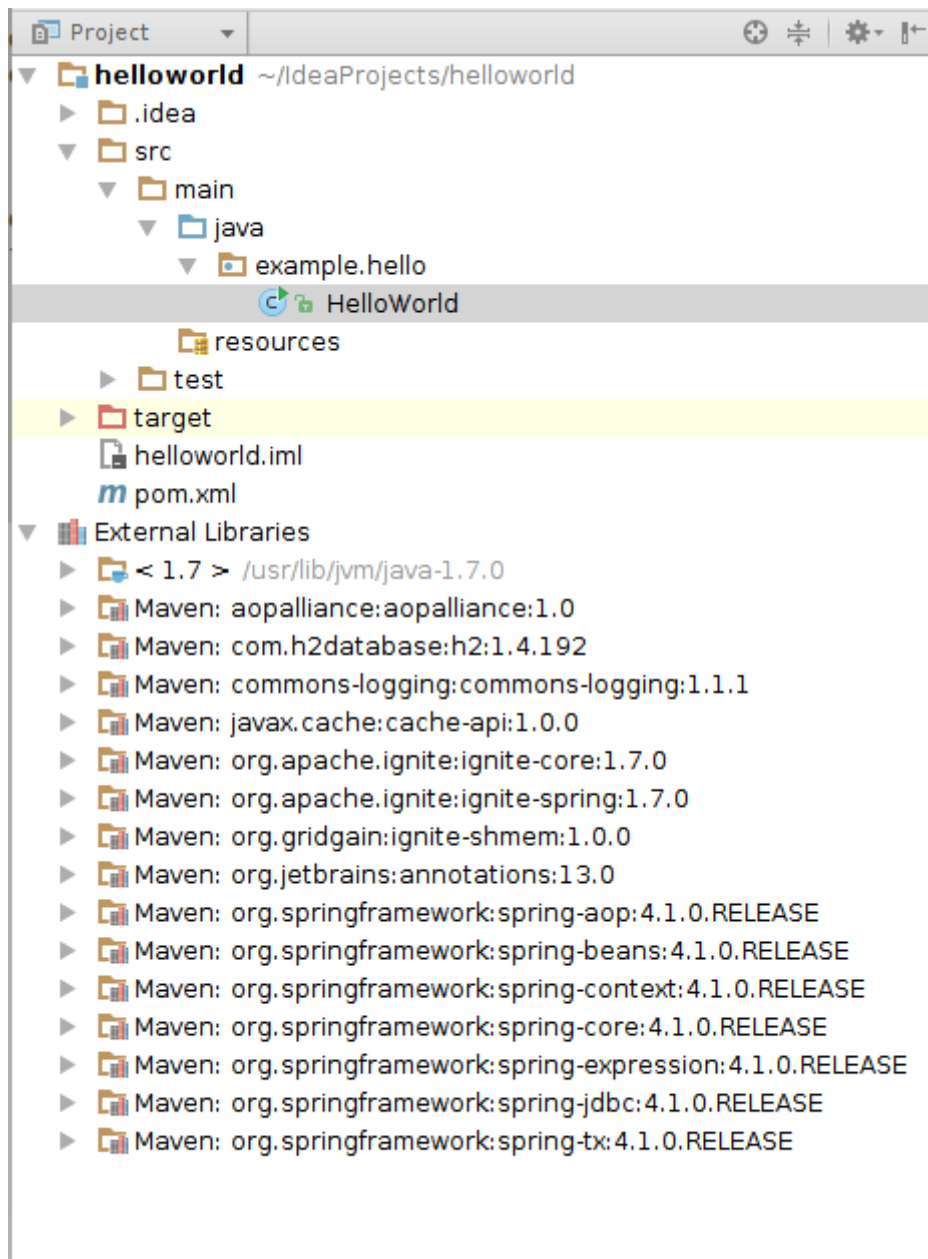 Project
helloworld ~/IdeaProjects/helloworld
.idea
src
main
java
example.hello
HelloWorld
resources
test
target
helloworld.iml
m pom.xml
External Libraries
< 1.7 > /usr/lib/jvm/java-1.7.0
Maven: aopalliance:aopalliance:1.0
Maven: com.h2database:h2:1.4.192
Maven: commons-logging:commons-logging:1.1.1
Maven: javax.cache:cache-api:1.0.0
Maven: org.apache.ignite:ignite-core:1.7.0
Maven: org.apache.ignite:ignite-spring:1.7.0
Maven: org.gridgain:ignite-shmem:1.0.0
Maven: org.jetbrains:annotations:13.0
Maven: org.springframework:spring-aop:4.1.0.RELEASE
Maven: org.springframework:spring-beans:4.1.0.RELEASE
Maven: org.springframework:spring-context:4.1.0.RELEASE
Maven: org.springframework:spring-core:4.1.0.RELEASE
Maven: org.springframework:spring-expression:4.1.0.RELEASE
Maven: org.springframework:spring-jdbc:4.1.0.RELEASE
Maven: org.springframework:spring-tx:4.1.0.RELEASE